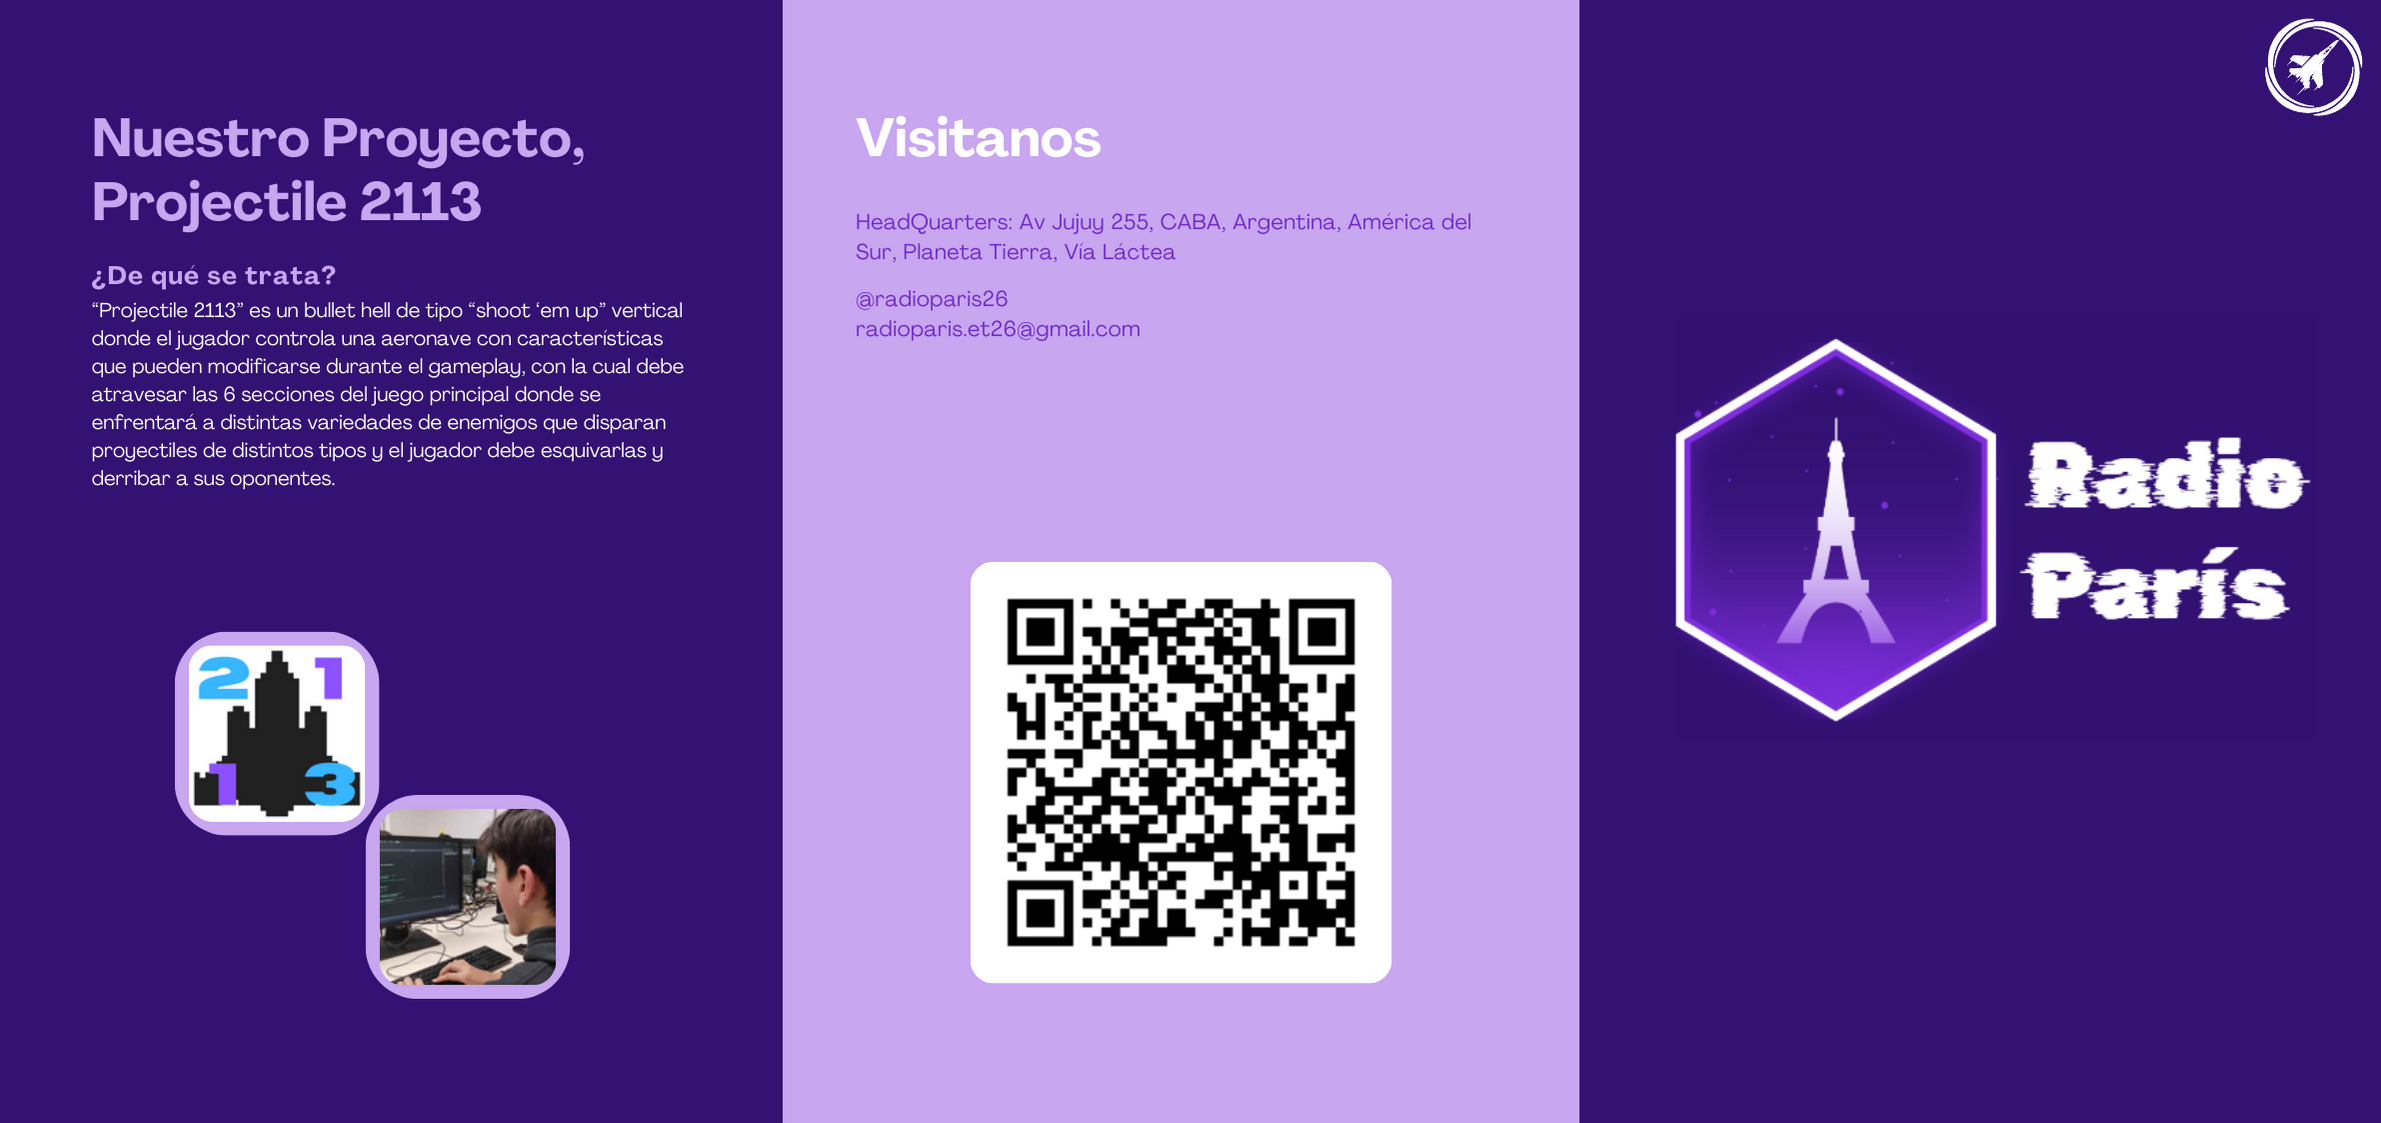 Nuestro Proyecto,
Projectile 2113
¿De qué se trata?
“Projectile 2113” es un bullet hell de tipo “shoot ‘em up” vertical
donde el jugador controla una aeronave con características
que pueden modificarse durante el gameplay, con la cual debe
atravesar las 6 secciones del juego principal donde se
enfrentará a distintas variedades de enemigos que disparan
proyectiles de distintos tipos y el jugador debe esquivarlas y
derribar a sus oponentes.
2 1
1 3
Visitanos
HeadQuarters: Av Jujuy 255, CABA, Argentina, América del
Sur, Planeta Tierra, Vía Láctea
@radioparis26
radioparis.et26@gmail.com
Radio
París